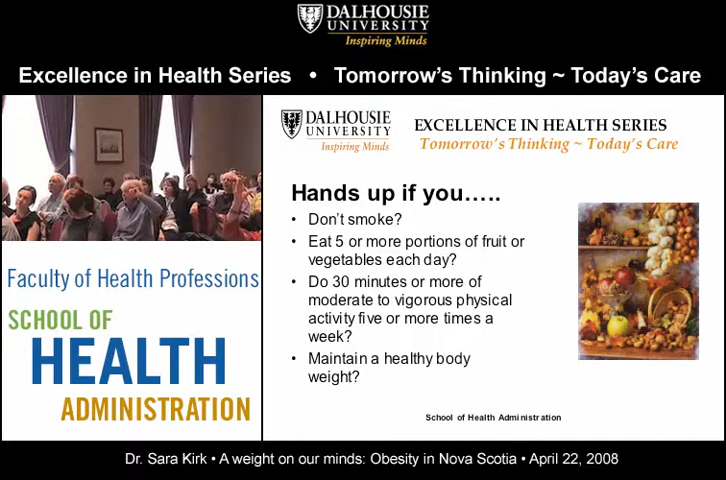 DALHOUSIE
UNIVERSITY
Inspiring Minds
Excellence in Health Series • Tomorrow's Thinking ~ Today's Care
DALHOUSIE
UNIVERSITY
Inspiring Minds
EXCELLENCE IN HEALTH SERIES
Tomorrow's Thinking ~ Today's Care
Hands up if you.....
• Don't smoke?
• Eat 5 or more portions of fruit or
vegetables each day?
• Do 30 minutes or more of
moderate to vigorous physical
activity five or more times a
week?
• Maintain a healthy body
weight?
School of Health Administration
Faculty of Health Professions
SCHOOL OF
HEALTH
ADMINISTRATION
Dr. Sara Kirk • A weight on our minds: Obesity in Nova Scotia • April 22, 2008